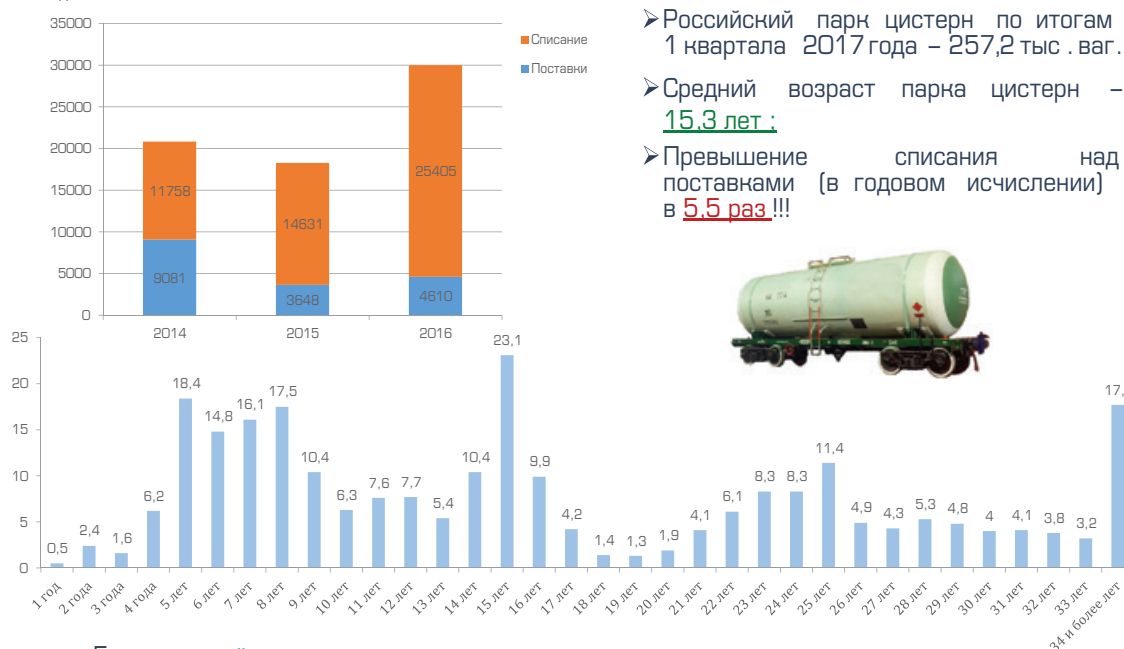 35000
30000
25000
20000
15000
10000
5000
0
11758
9081
14631
3648
25405
4610
2014
2015
2016
Списание
Поставки
Российский парк цистерн по итогам
1 квартала 2017 года – 257,2 тыс . ваг.
Средний возраст парка цистерн –
15,3 лет ;
Превышение списания над
поставками (в годовом исчислении)
в 5,5 раз !!!
25
20
15
10
5
0
0,5
2,4
1,6
6,2
18,4
14,8
16,1
17,5
10,4
6,3
7,6
7,7
5,4
10,4
23,1
9,9
4,2
1,4
1,3
1,9
4,1
6,1
8,3
8,3
11,4
4,9
4,3
5,3
4,8
4
4,1
3,8
3,2
17,
1 год
2 года
3 года
4 года
5 лет
6 лет
7 лет
8 лет
9 лет
10 лет
11 лет
12 лет
13 лет
14 лет
15 лет
16 лет
17 лет
18 лет
19 лет
20 лет
21 лет
22 лет
23 лет
24 лет
25 лет
26 лет
27 лет
28 лет
29 лет
30 лет
31 лет
32 лет
33 лет
34 и более лет